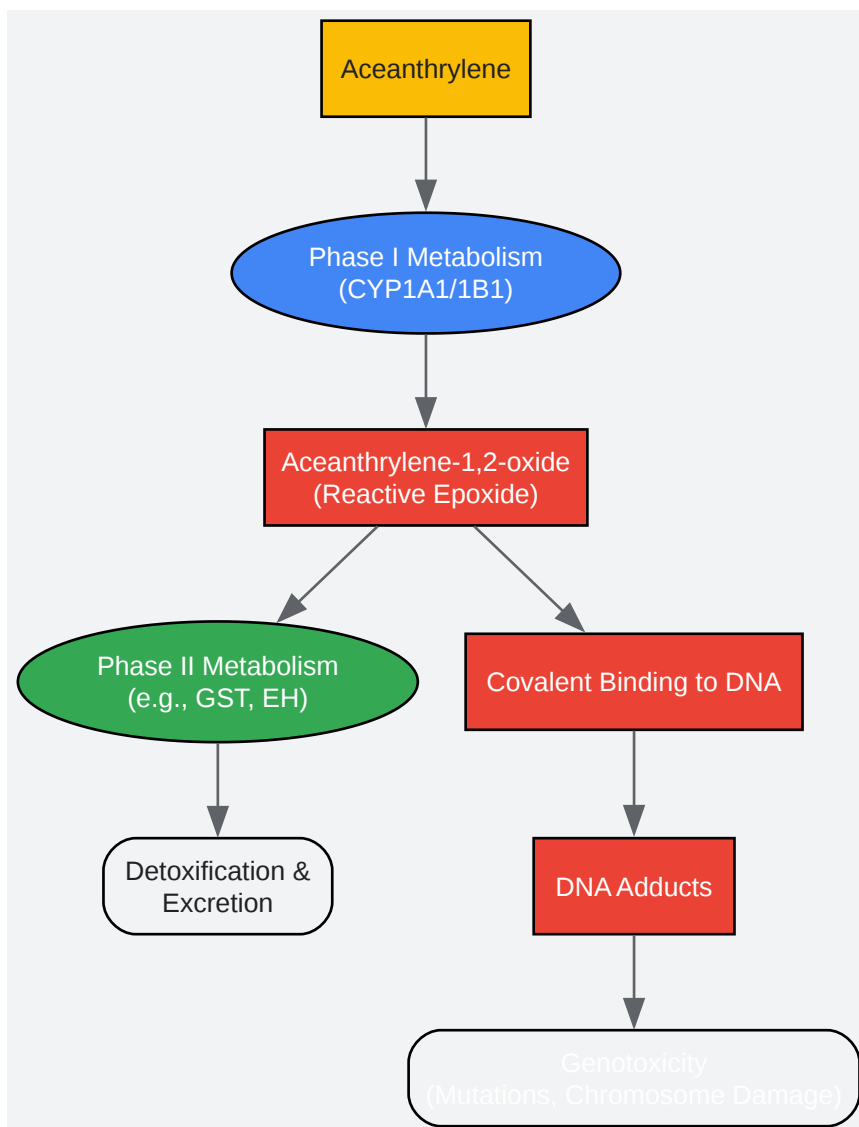 Aceanthrylene
Phase I Metabolism
(CYP1A1/1B1)
Aceanthrylene-1,2-oxide
(Reactive Epoxide)
Phase II Metabolism
(e.g., GST, EH)
Covalent Binding to DNA
Detoxification &
Excretion
DNA Adducts
Genotoxicity
(Mutations, Chromosome Damage)